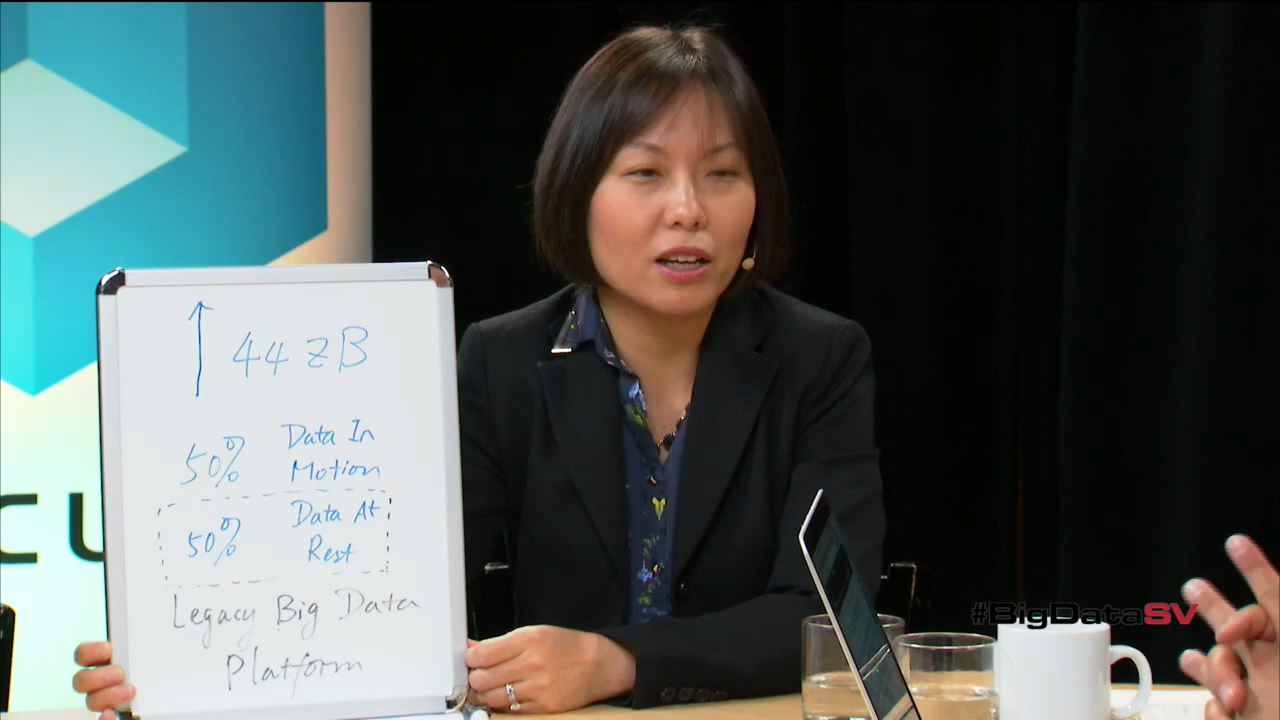 44 ZB
50% Data In
Motion
50% Data At
Rest
Legacy Big Data
Platform
CU
#BigDataSV